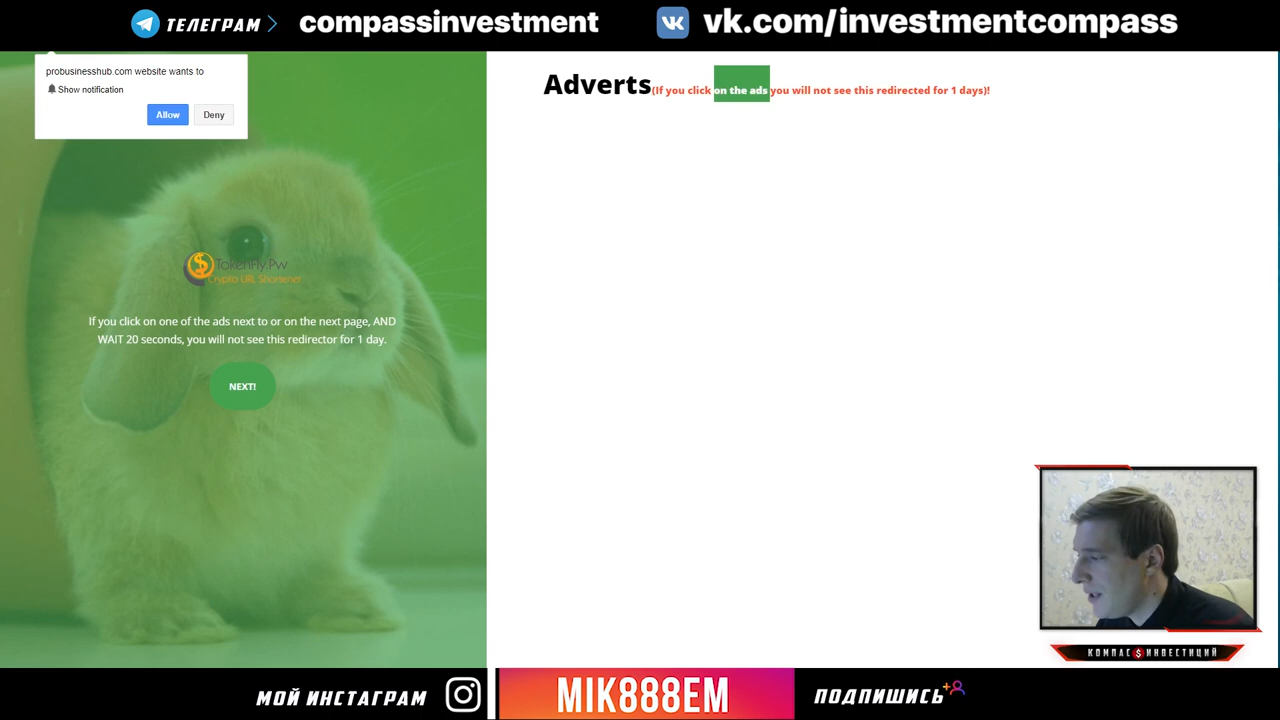 ТЕЛЕГРАМ compassinvestment vk.com/investmentcompass
probusinesshub.com website wants to
Show notification
Allow Deny
Adverts(If you click on the ads you will not see this redirected for 1 days)!
TokenFly.Pw
Crypto URL Shortener
If you click on one of the ads next to or on the next page, AND
WAIT 20 seconds, you will not see this redirector for 1 day.
NEXT!
КОМПАС $ ИНВЕСТИЦИЙ
МОЙ ИНСТАГРАМ MIK888EM ПОДПИШИСЬ